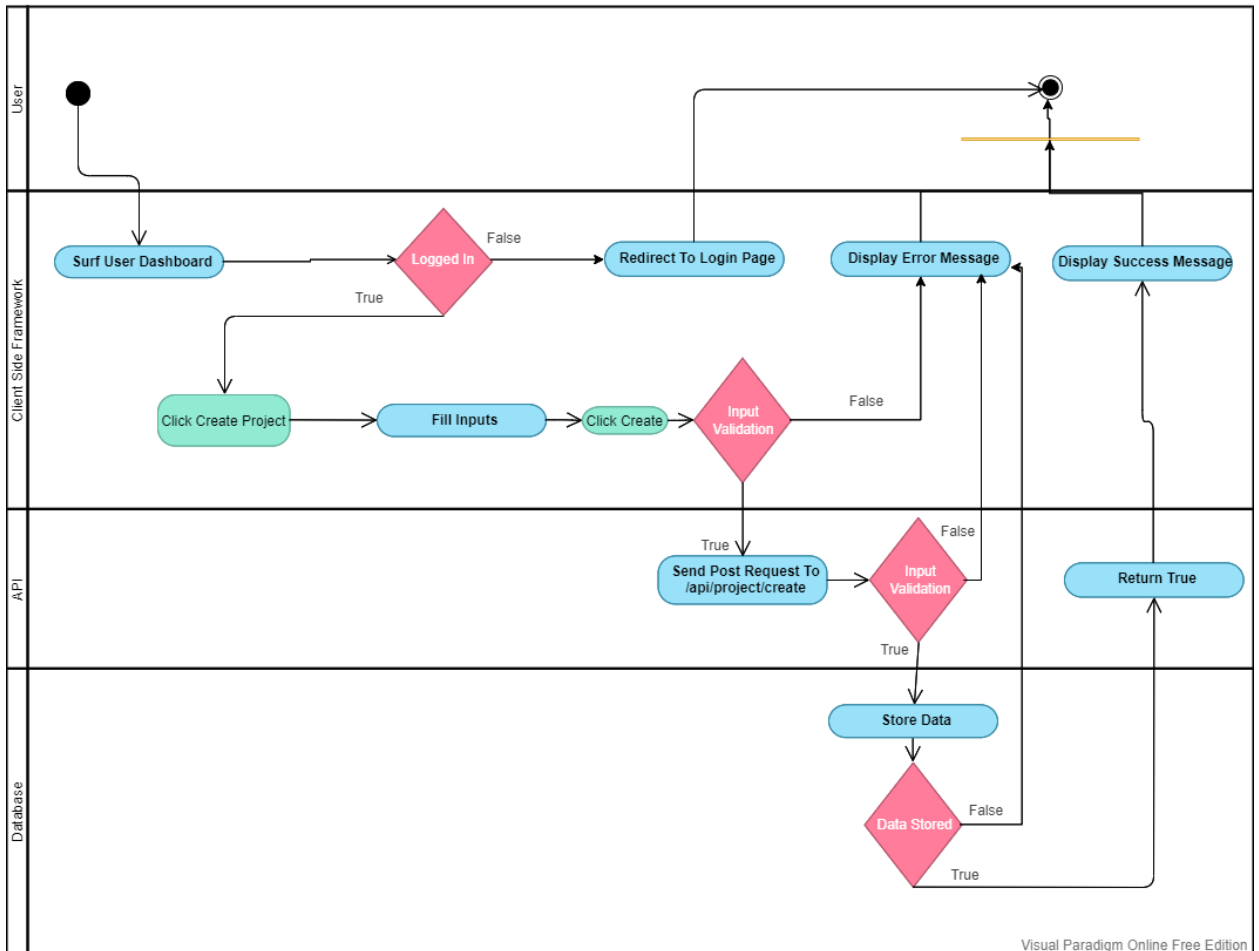 User
Client Side Framework
API
Database
Surf User Dashboard
Logged In
False
True
Redirect To Login Page
Display Error Message
Display Success Message
Click Create Project
Fill Inputs
Click Create
Input
Validation
False
True
Send Post Request To
/api/project/create
Input
Validation
False
True
Return True
Store Data
Data Stored
False
True
Visual Paradigm Online Free Edition